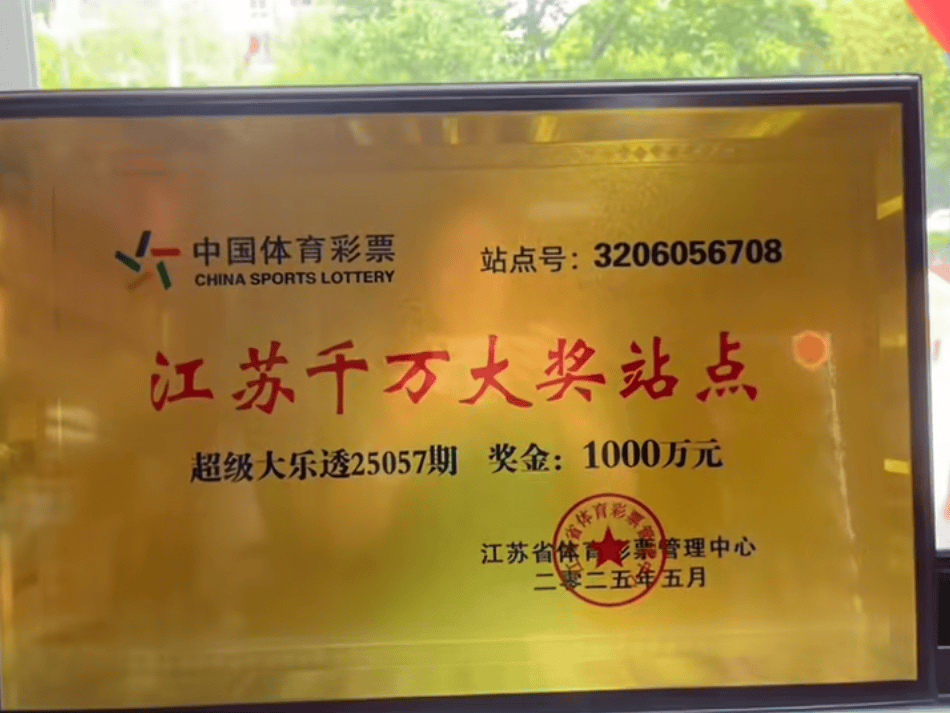 中国体育彩票
CHINA SPORTS LOTTERY
站点号：3206056708
江苏千万大奖站点
超级大乐透25057期 奖金：1000万元
江苏省体育彩票管理中心
二零二五年五月